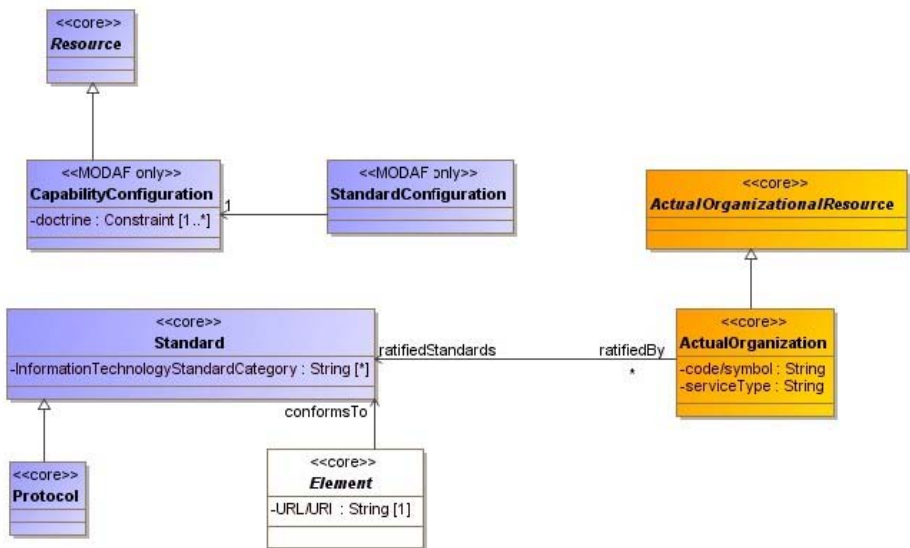 <<core>>
Resource
<<MODAF only>>
CapabilityConfiguration
-doctrine : Constraint [1..*]
1
<<MODAF only>>
StandardConfiguration
<<core>>
ActualOrganizationalResource
<<core>>
Standard
-InformationTechnologyStandardCategory : String [*]
ratifiedStandards
ratifiedBy
*
<<core>>
ActualOrganization
-code/symbol : String
-serviceType : String
conformsTo
<<core>>
Protocol
<<core>>
Element
-URL/URI : String [1]